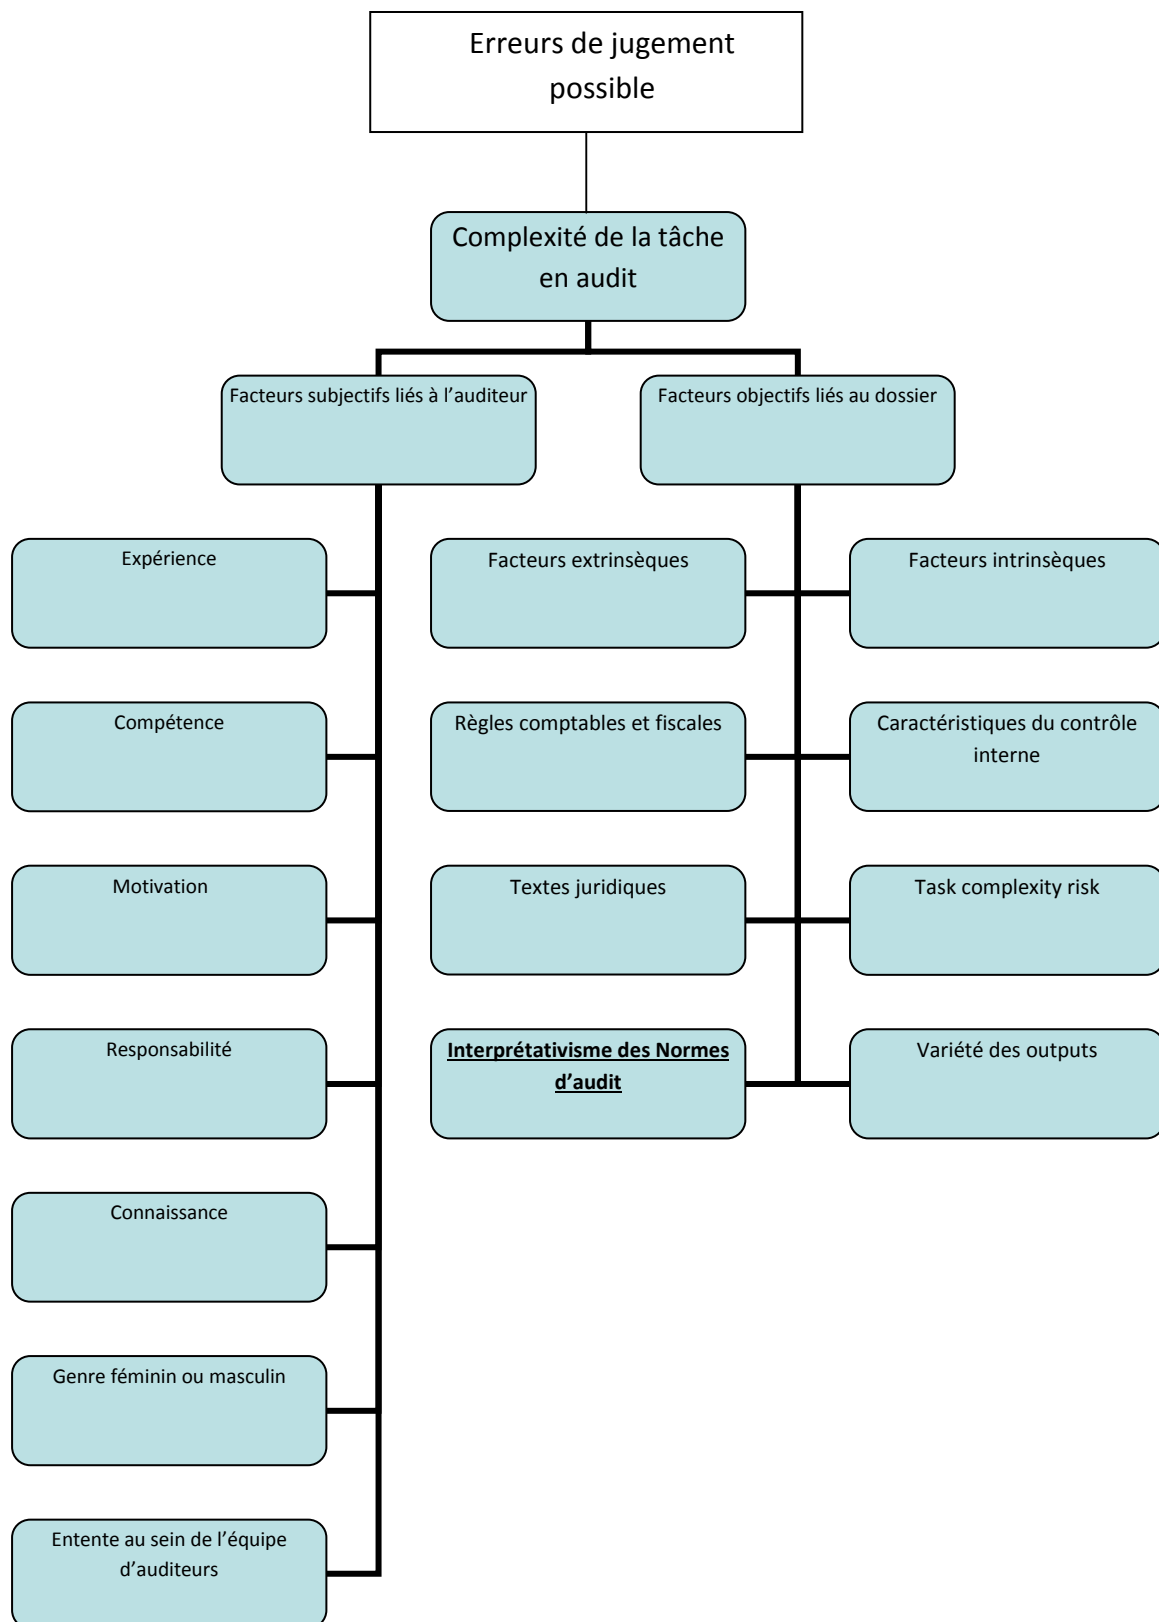 Erreurs de jugement
possible
Complexité de la tâche
en audit
Facteurs subjectifs liés à l’auditeur
Facteurs objectifs liés au dossier
Expérience
Facteurs extrinsèques
Facteurs intrinsèques
Compétence
Règles comptables et fiscales
Caractéristiques du contrôle
interne
Motivation
Textes juridiques
Task complexity risk
Responsabilité
Interprétativisme des Normes
d’audit
Variété des outputs
Connaissance
Genre féminin ou masculin
Entente au sein de l’équipe
d’auditeurs